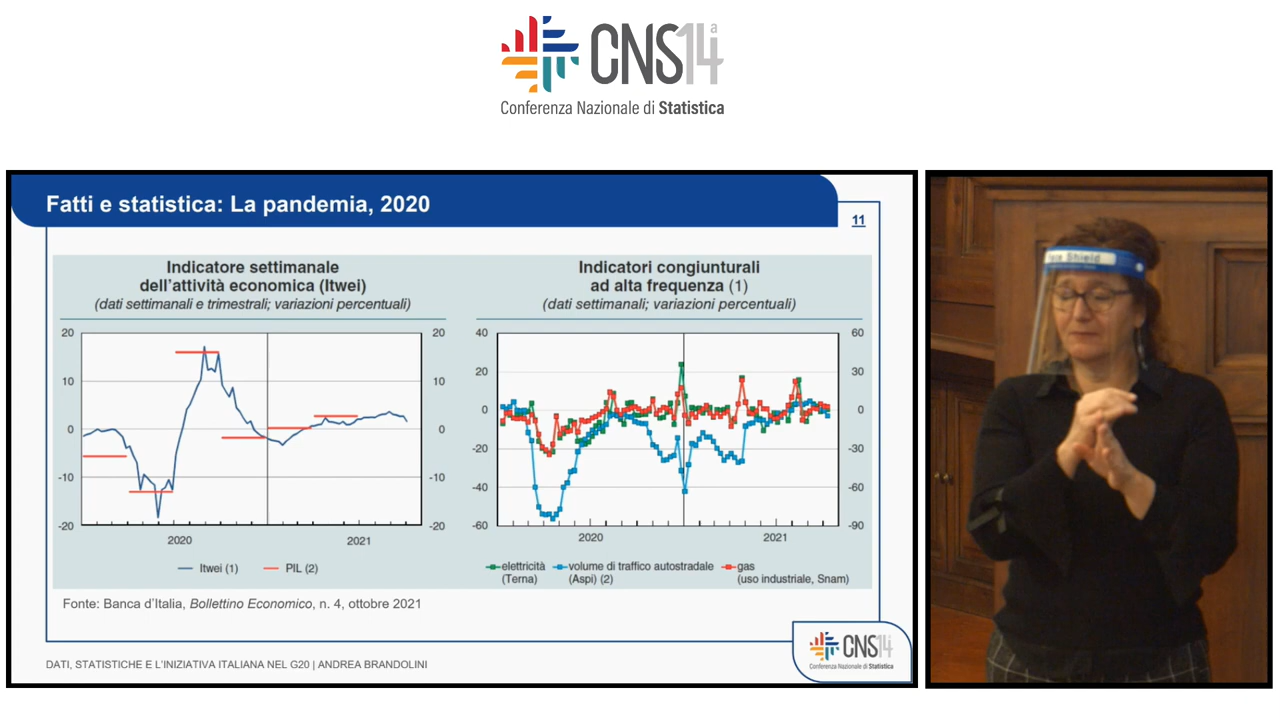 CNS14ª
Conferenza Nazionale di Statistica
Fatti e statistica: La pandemia, 2020
11
Indicatore settimanale
dell'attività economica (Itwei)
(dati settimanali e trimestrali; variazioni percentuali)
20
10
0
-10
-20
20
10
0
-10
-20
2020
2021
Itwei (1)
PIL (2)
Indicatori congiunturali
ad alta frequenza (1)
(dati settimanali; variazioni percentuali)
40
20
0
-20
-40
-60
60
30
0
-30
-60
-90
2020
2021
elettricità
(Terna)
volume di traffico autostradale
(Aspi) (2)
gas
(uso industriale, Snam)
Fonte: Banca d'Italia, Bollettino Economico, n. 4, ottobre 2021
DATI, STATISTICHE E L'INIZIATIVA ITALIANA NEL G20 | ANDREA BRANDOLINI
CNS14ª
Conferenza Nazionale di Statistica
Shield